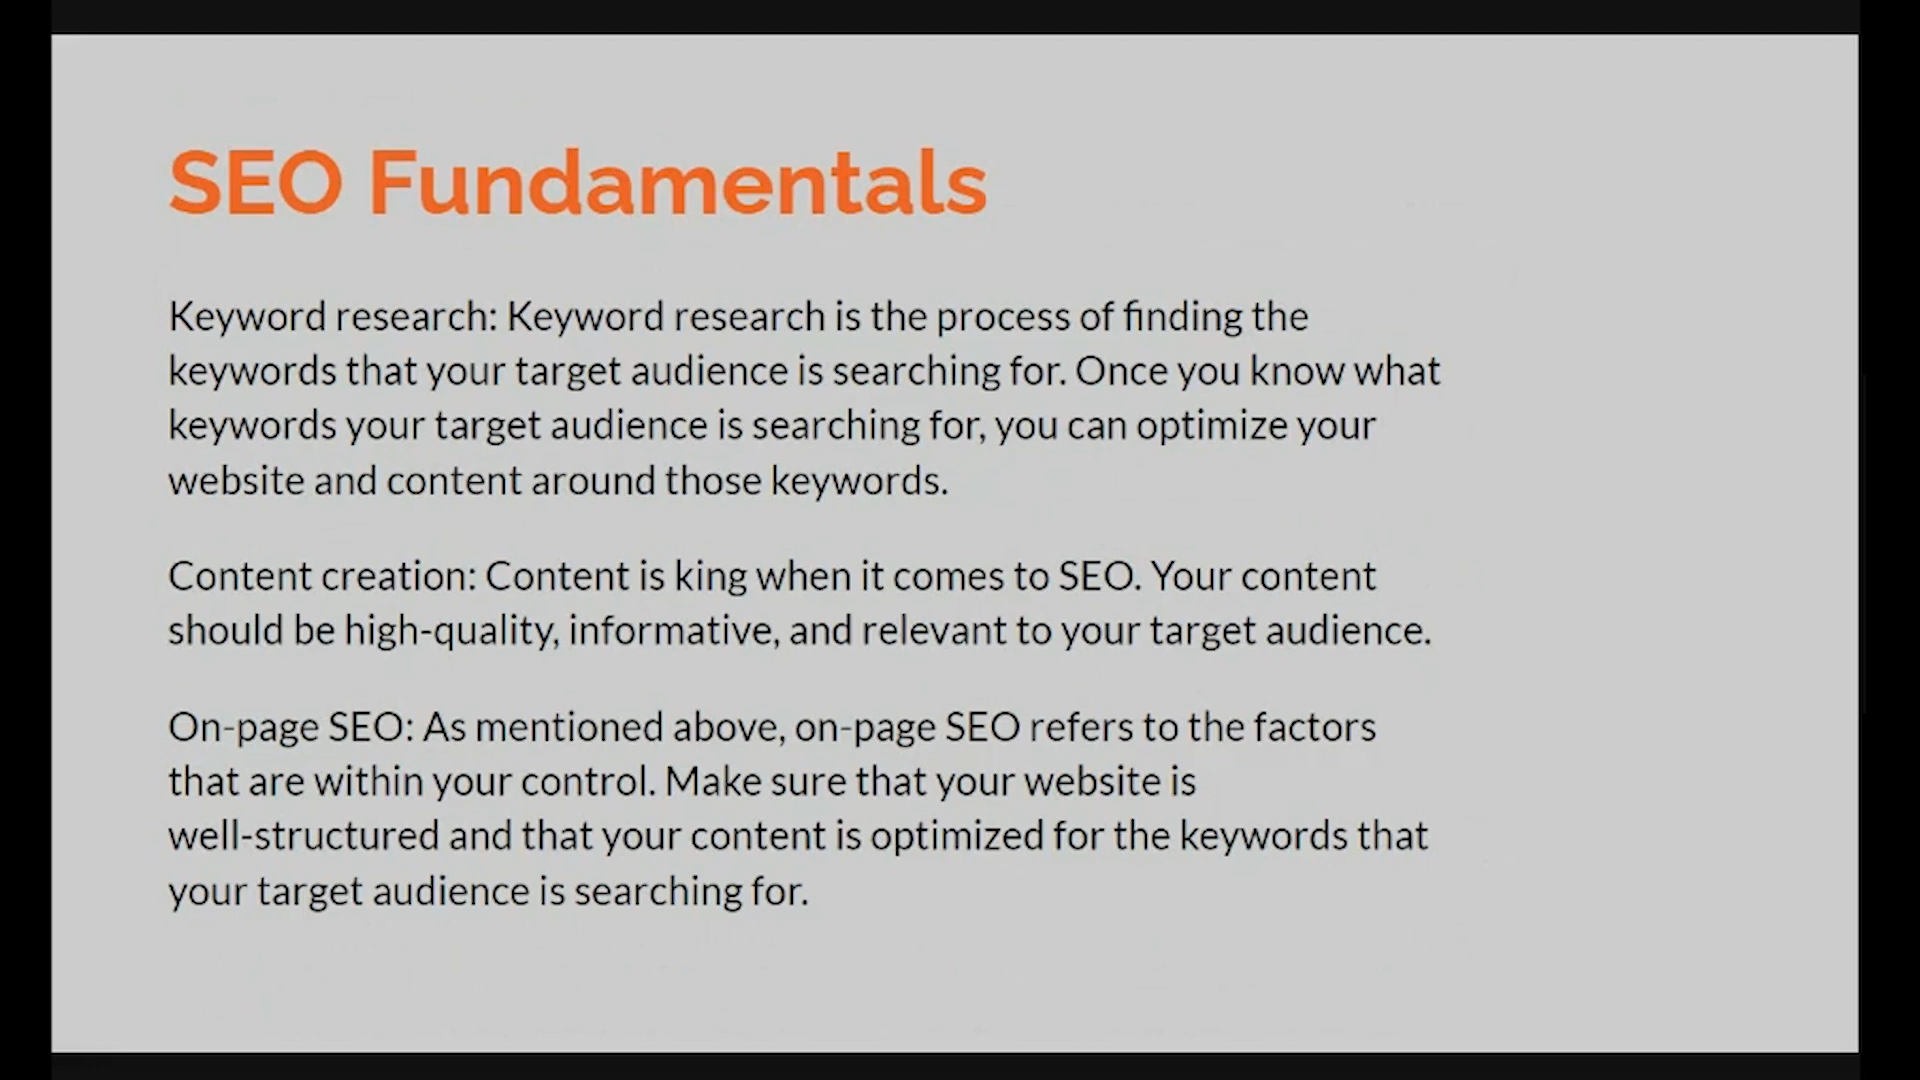 SEO Fundamentals
Keyword research: Keyword research is the process of finding the
keywords that your target audience is searching for. Once you know what
keywords your target audience is searching for, you can optimize your
website and content around those keywords.
Content creation: Content is king when it comes to SEO. Your content
should be high-quality, informative, and relevant to your target audience.
On-page SEO: As mentioned above, on-page SEO refers to the factors
that are within your control. Make sure that your website is
well-structured and that your content is optimized for the keywords that
your target audience is searching for.